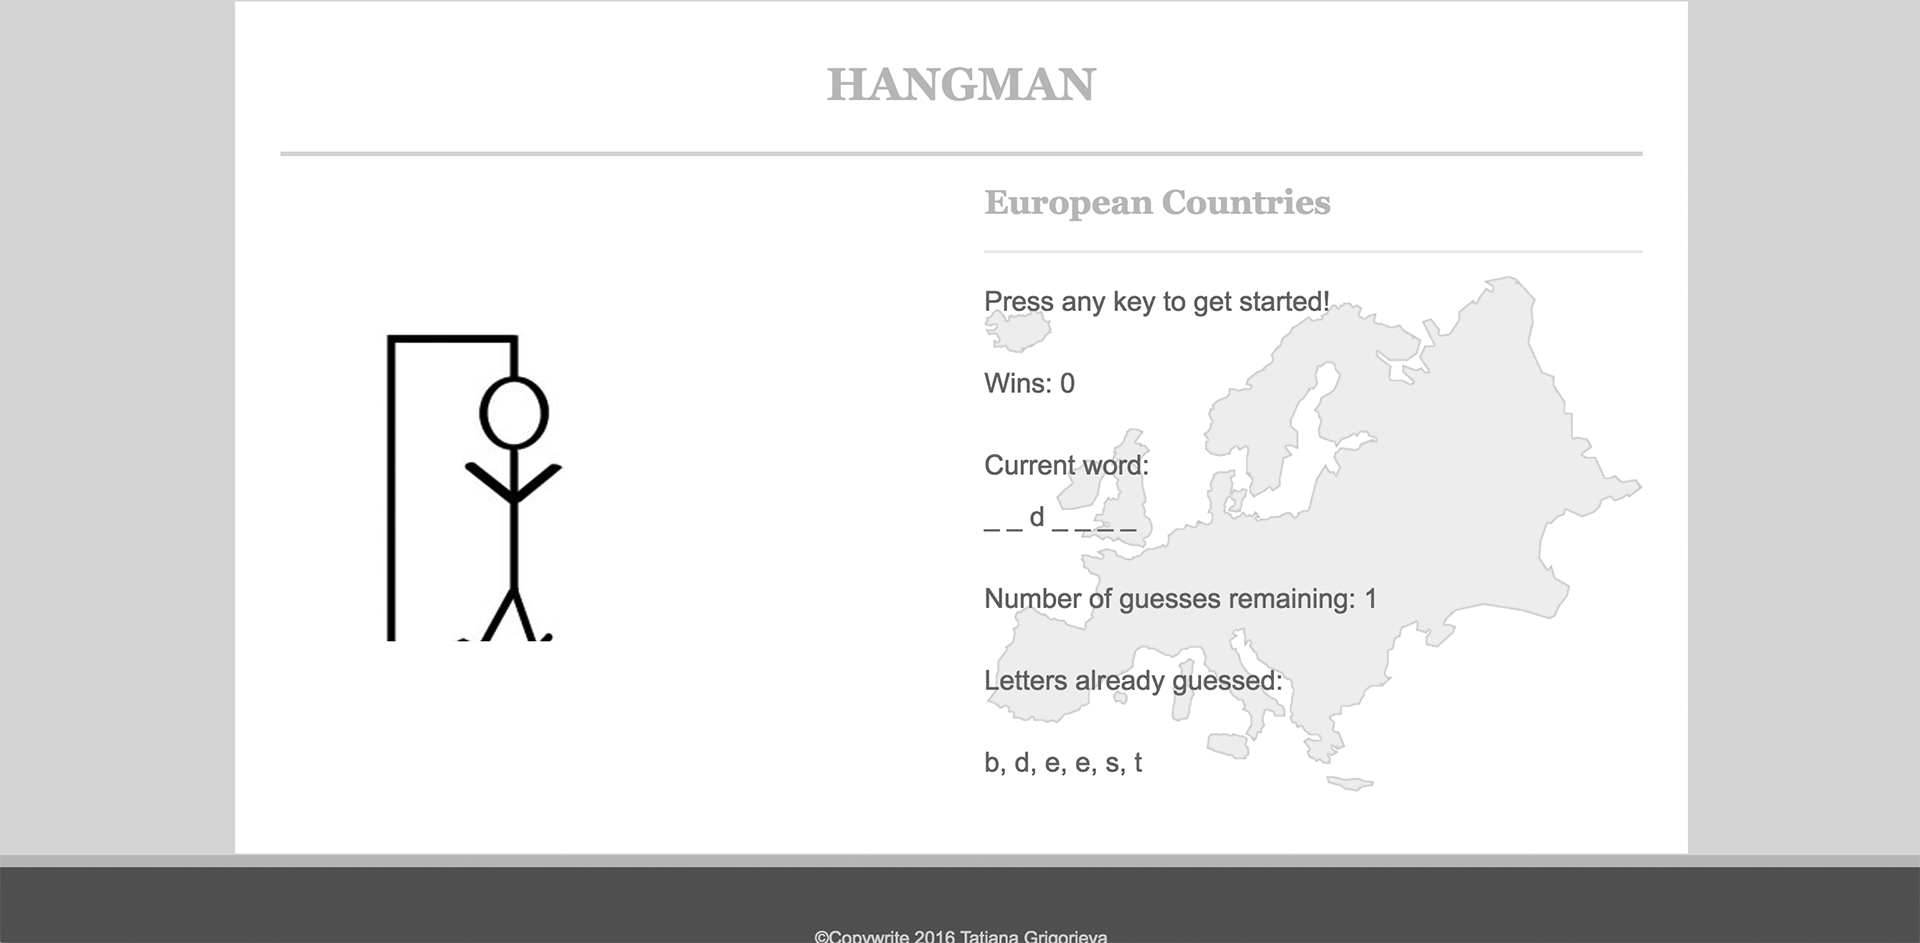 HANGMAN
European Countries
Press any key to get started!
Wins: 0
Current word:
_ _ d _ _ _ _
Number of guesses remaining: 1
Letters already guessed:
b, d, e, e, s, t
©Copywrite 2016 Tatiana Grigorieva